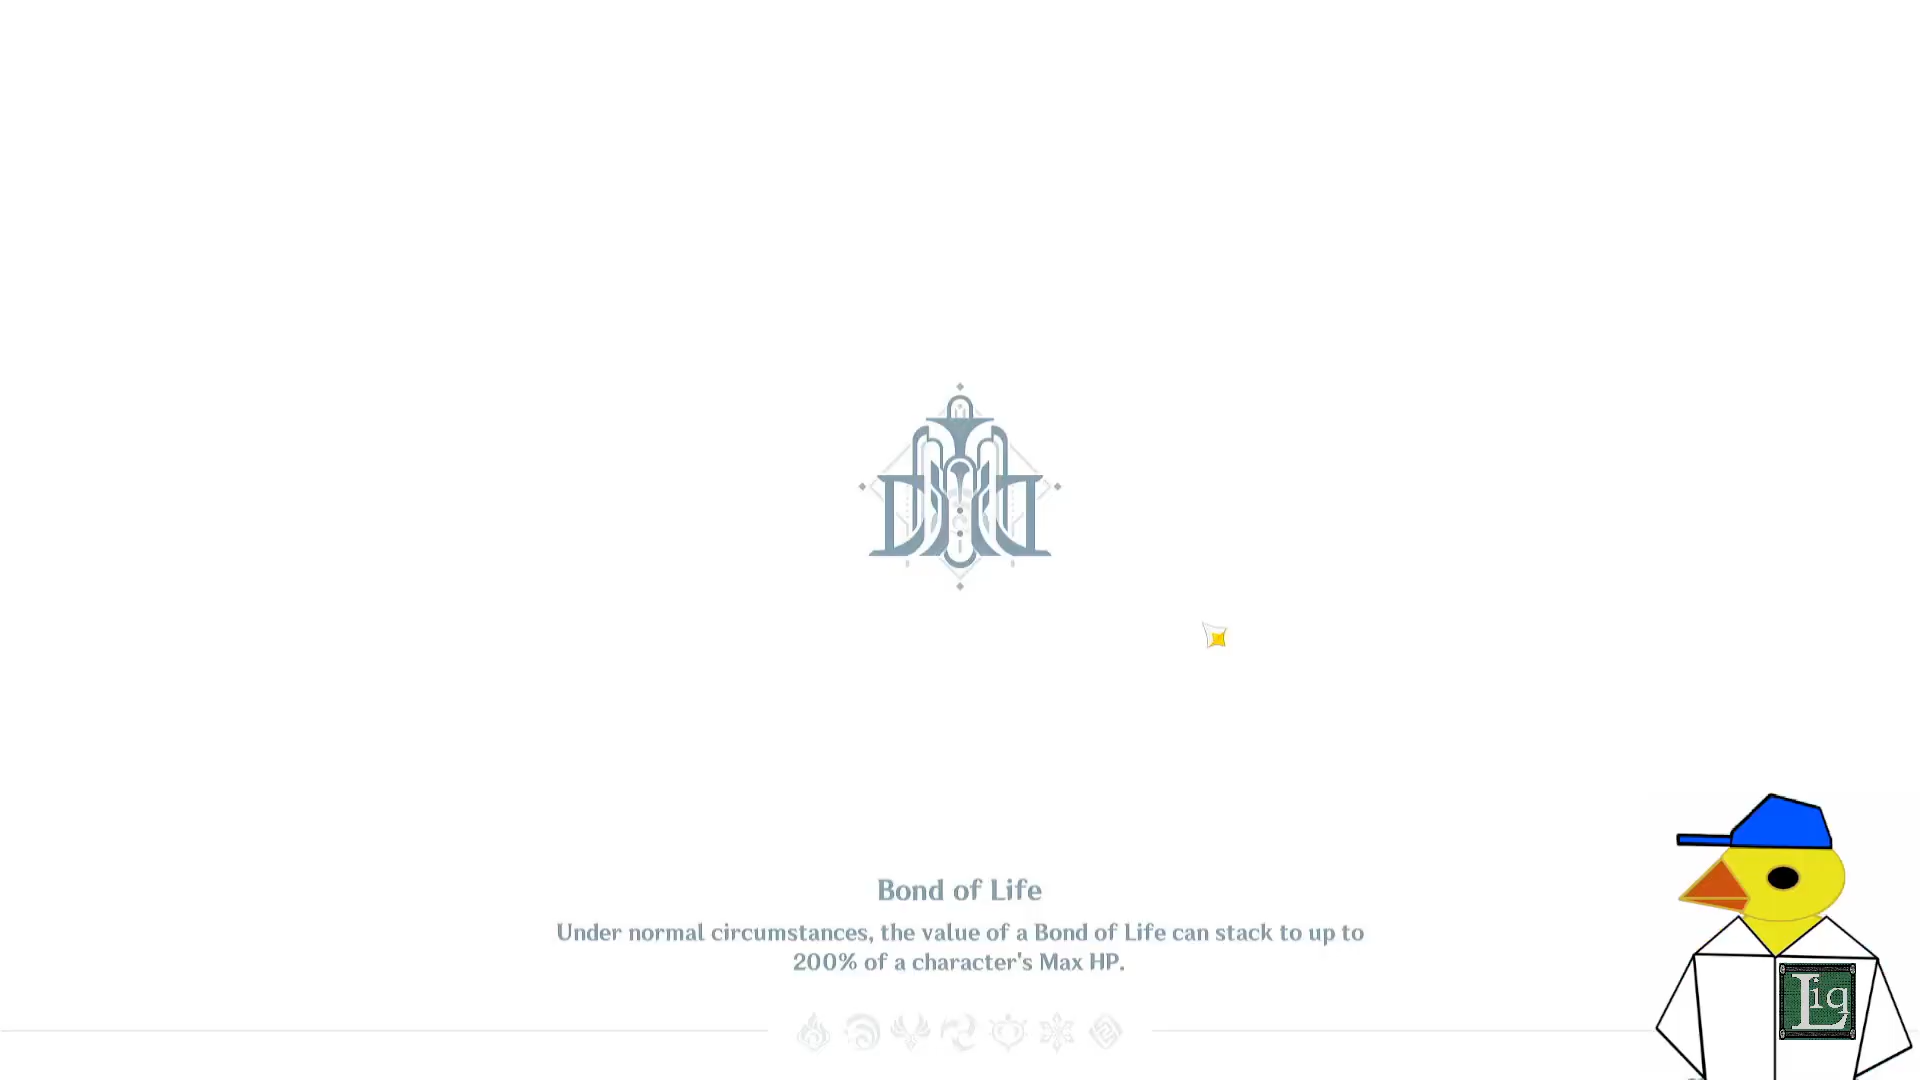 Bond of Life
Under normal circumstances, the value of a Bond of Life can stack to up to
200% of a character's Max HP.
Liq